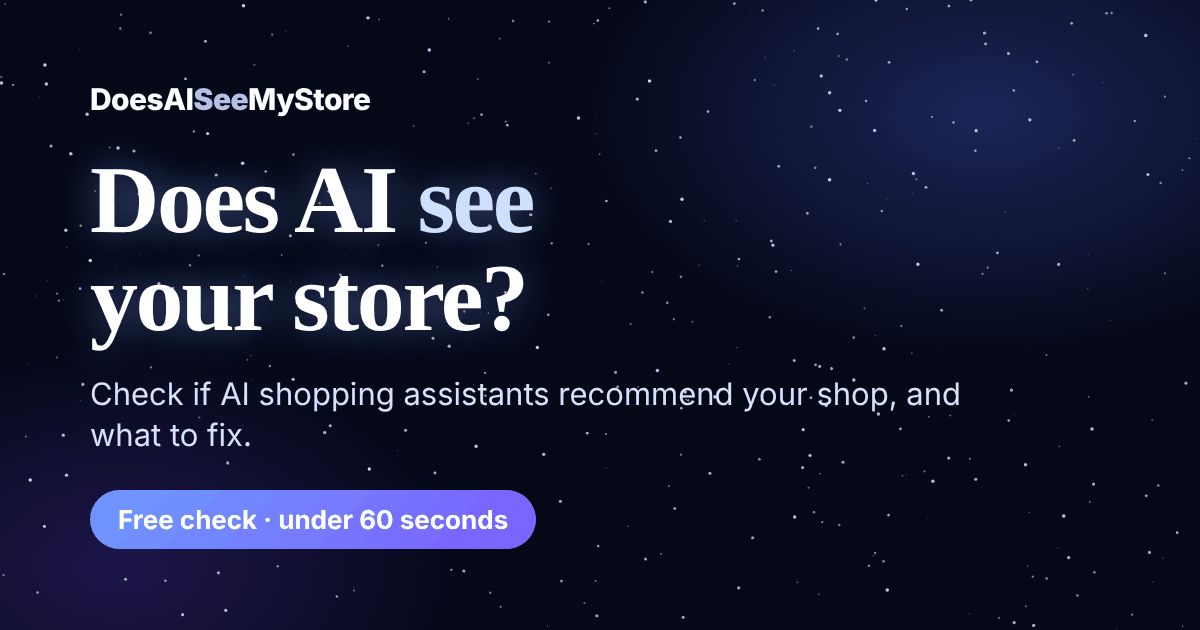 DoesAISeeMyStore
Does AI see
your store?
Check if AI shopping assistants recommend your shop, and
what to fix.
Free check · under 60 seconds